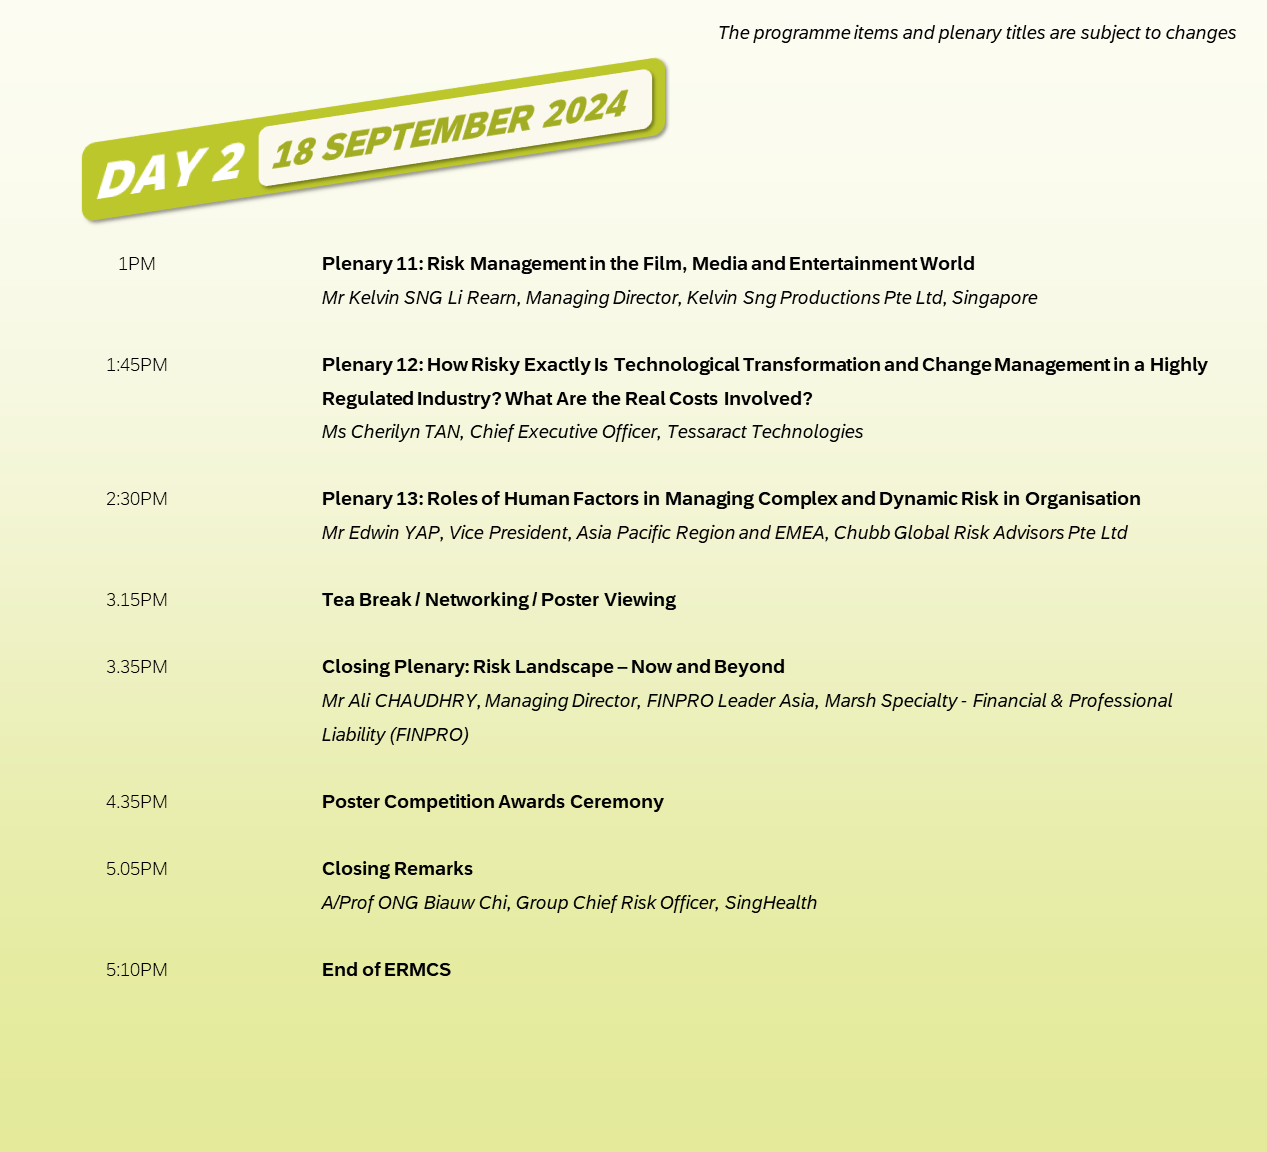 The programme items and plenary titles are subject to changes
DAY 2 18 SEPTEMBER 2024
1PM Plenary 11: Risk Management in the Film, Media and Entertainment World
Mr Kelvin SNG Li Rearn, Managing Director, Kelvin Sng Productions Pte Ltd, Singapore
1:45PM Plenary 12: How Risky Exactly Is Technological Transformation and Change Management in a Highly
Regulated Industry? What Are the Real Costs Involved?
Ms Cherilyn TAN, Chief Executive Officer, Tessaract Technologies
2:30PM Plenary 13: Roles of Human Factors in Managing Complex and Dynamic Risk in Organisation
Mr Edwin YAP, Vice President, Asia Pacific Region and EMEA, Chubb Global Risk Advisors Pte Ltd
3.15PM Tea Break / Networking / Poster Viewing
3.35PM Closing Plenary: Risk Landscape – Now and Beyond
Mr Ali CHAUDHRY, Managing Director, FINPRO Leader Asia, Marsh Specialty - Financial & Professional
Liability (FINPRO)
4.35PM Poster Competition Awards Ceremony
5.05PM Closing Remarks
A/Prof ONG Biauw Chi, Group Chief Risk Officer, SingHealth
5:10PM End of ERMCS